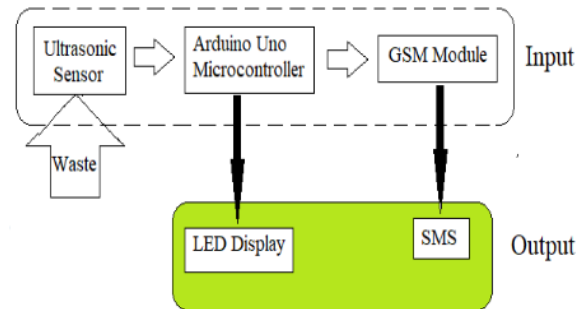 Ultrasonic
Sensor
Arduino Uno
Microcontroller
GSM Module
Input
Waste
LED Display
SMS
Output